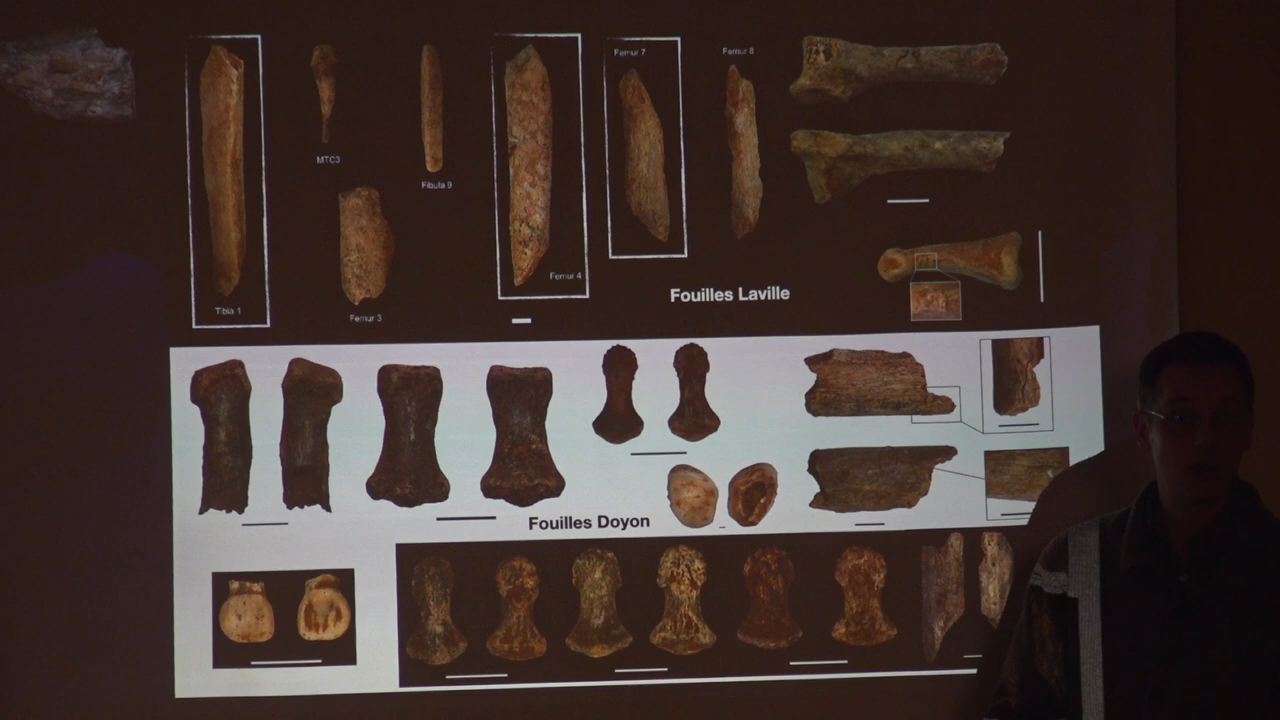 Femur 7
Femur 8
MTC3
Fibula 9
Femur 4
Fouilles Laville
Tibia 1
Femur 3
Fouilles Doyon